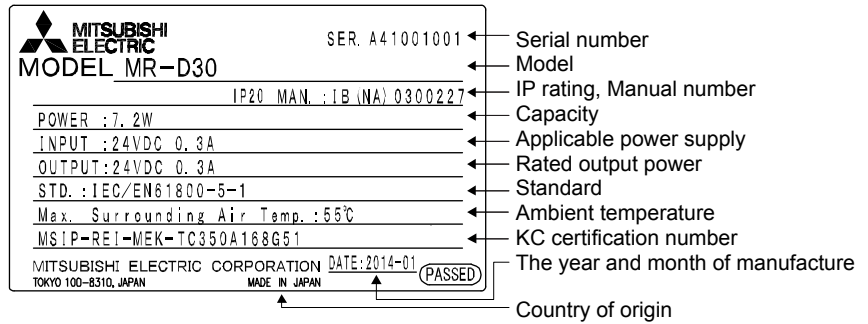 MITSUBISHI
ELECTRIC
SER. A41001001
Serial number
MODEL MR-D30
Model
IP20 MAN. : IB (NA) 0300227
IP rating, Manual number
POWER :7. 2W
Capacity
INPUT :24VDC 0. 3A
Applicable power supply
OUTPUT:24VDC 0. 3A
Rated output power
STD. :IEC/EN61800-5-1
Standard
Max. Surrounding Air Temp. :55℃
Ambient temperature
MSIP-REI-MEK-TC350A168G51
KC certification number
MITSUBISHI ELECTRIC CORPORATION DATE:2014-01
TOKYO 100-8310, JAPAN MADE IN JAPAN
PASSED
The year and month of manufacture
Country of origin